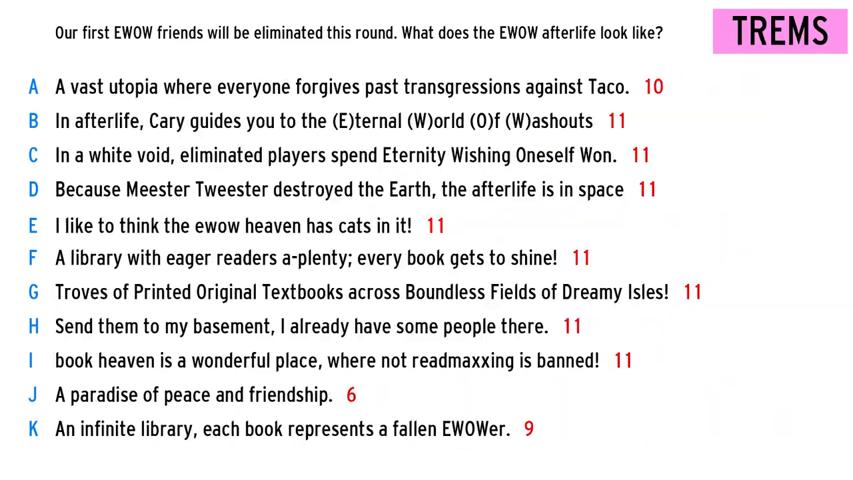 Our first EWOW friends will be eliminated this round. What does the EWOW afterlife look like?
TREMS
A A vast utopia where everyone forgives past transgressions against Taco. 10
B In afterlife, Cary guides you to the (E)ternal (W)orld (O)f (W)ashouts 11
C In a white void, eliminated players spend Eternity Wishing Oneself Won. 11
D Because Meester Tweester destroyed the Earth, the afterlife is in space 11
E I like to think the ewow heaven has cats in it! 11
F A library with eager readers a-plenty; every book gets to shine! 11
G Troves of Printed Original Textbooks across Boundless Fields of Dreamy Isles! 11
H Send them to my basement, I already have some people there. 11
I book heaven is a wonderful place, where not readmaxxing is banned! 11
J A paradise of peace and friendship. 6
K An infinite library, each book represents a fallen EWOWer. 9